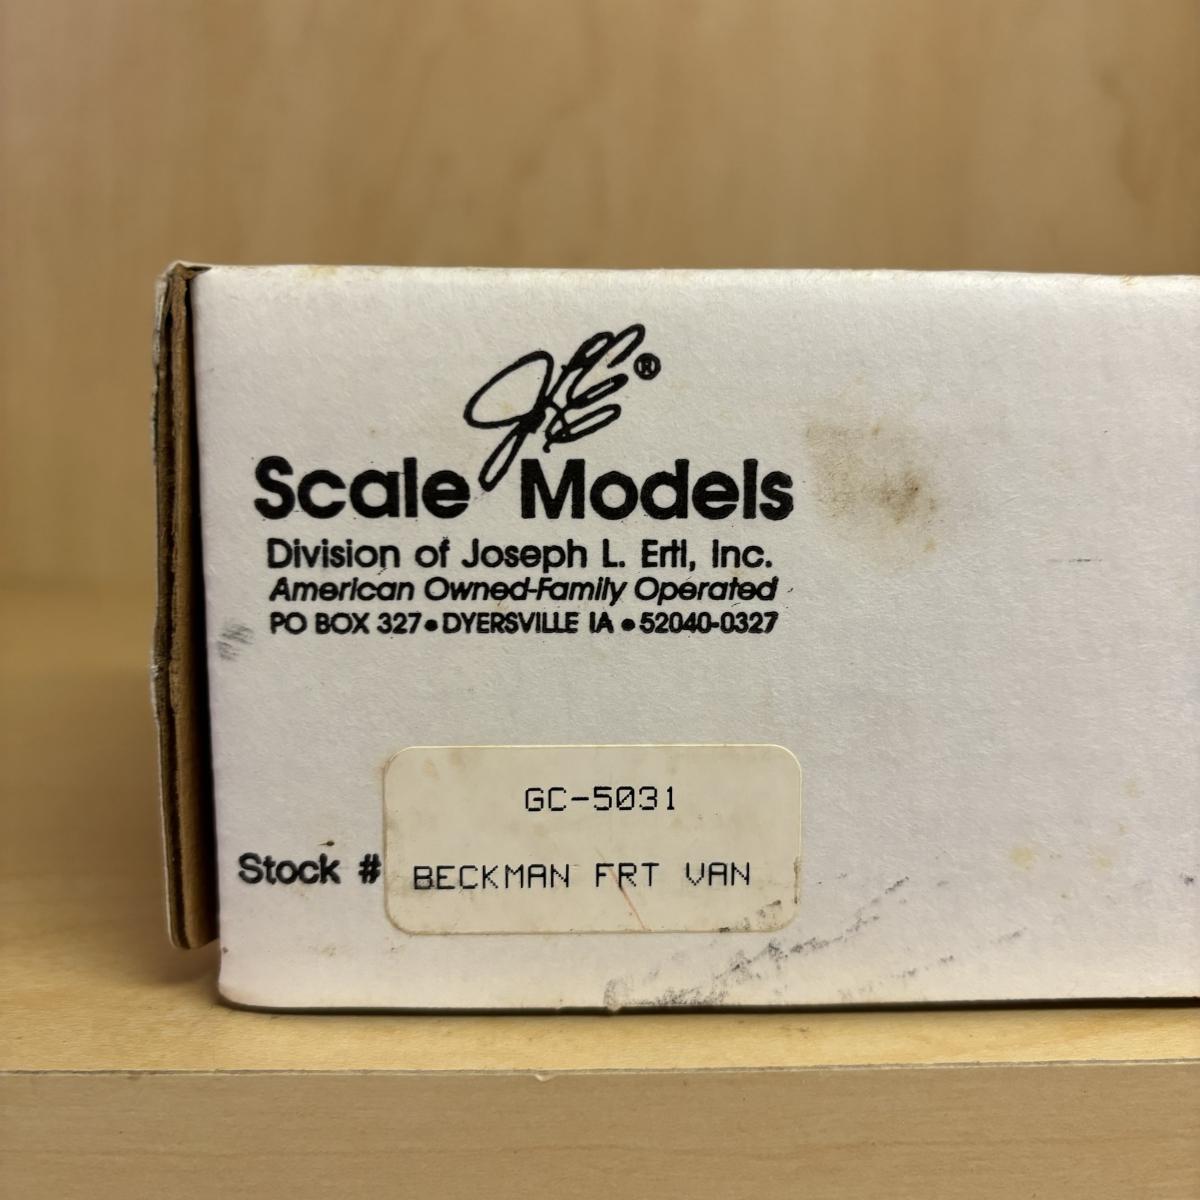 JLE®
Scale Models
Division of Joseph L. Ertl, Inc.
American Owned-Family Operated
PO BOX 327 • DYERSVILLE IA • 52040-0327
GC-5031
Stock # BECKMAN FRT VAN